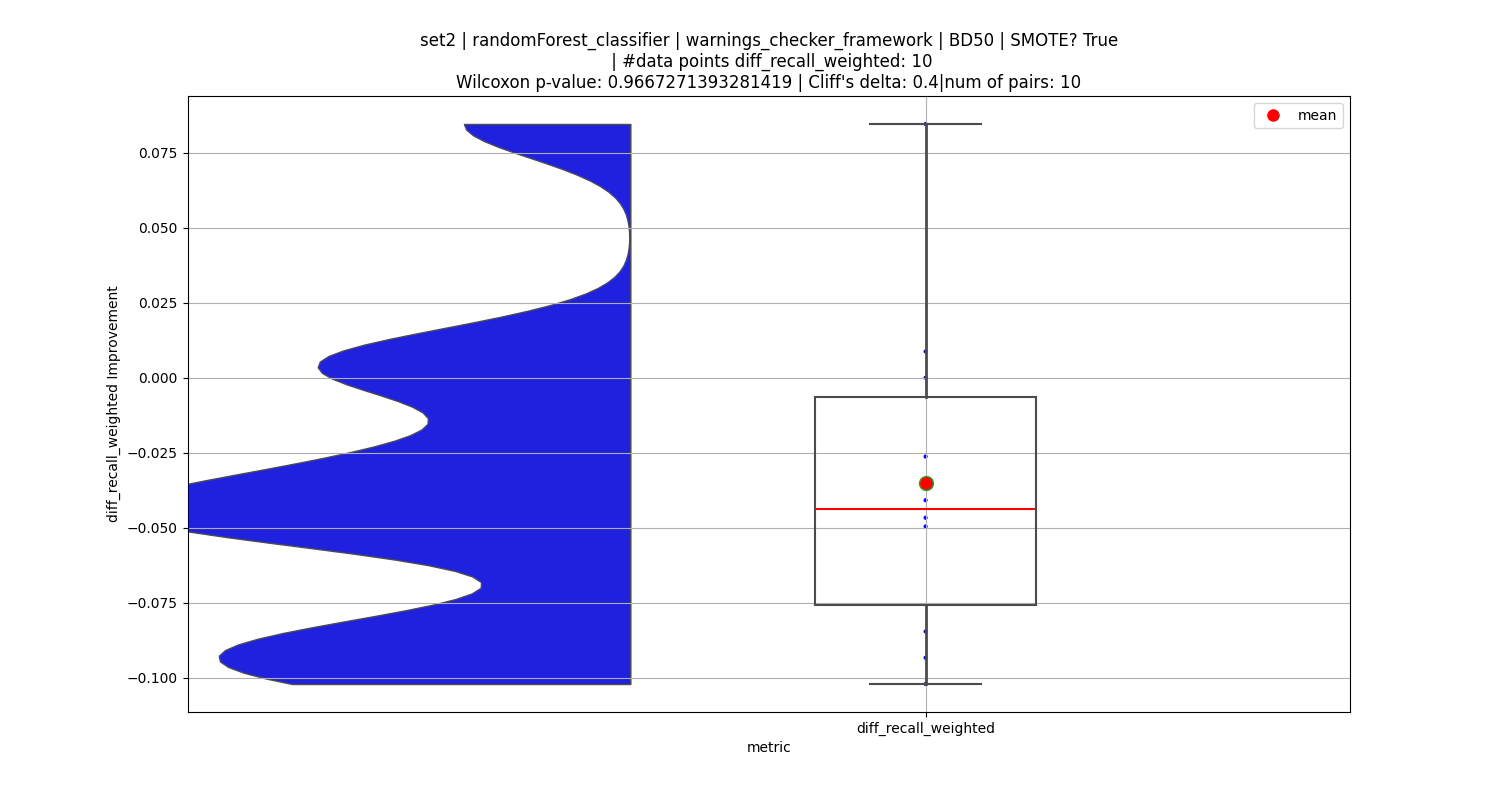 set2 | randomForest_classifier | warnings_checker_framework | BD50 | SMOTE? True
| #data points diff_recall_weighted: 10
Wilcoxon p-value: 0.9667271393281419 | Cliff's delta: 0.4|num of pairs: 10
mean
0.075
0.050
0.025
0.000
−0.025
−0.050
−0.075
−0.100
diff_recall_weighted Improvement
diff_recall_weighted
metric